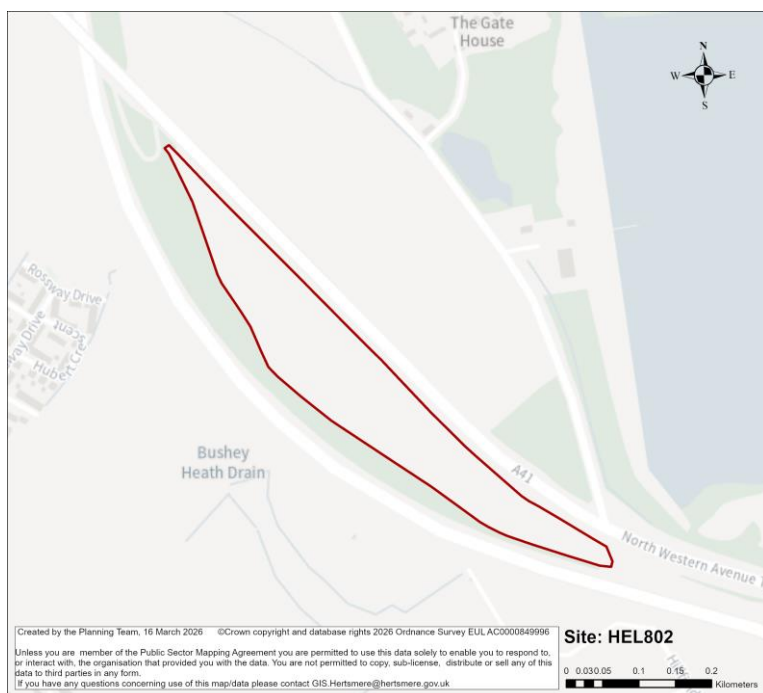 The Gate
House
N
W E
S
Rossway Drive
Hubert Cres
Bushey
Heath Drain
A41
North Western Avenue
Created by the Planning Team, 16 March 2026 ©Crown copyright and database rights 2026 Ordnance Survey EUL AC0000849996
Unless you are member of the Public Sector Mapping Agreement you are permitted to use this data solely to enable you to respond to,
or interact with, the organisation that provided you with the data. You are not permitted to copy, sub-license, distribute or sell any of this
data to third parties in any form.
If you have any questions concerning use of this map/data please contact GIS.Hertsmere@hertsmere.gov.uk
Site: HEL802
0 0.03 0.05 0.1 0.15 0.2
Kilometers